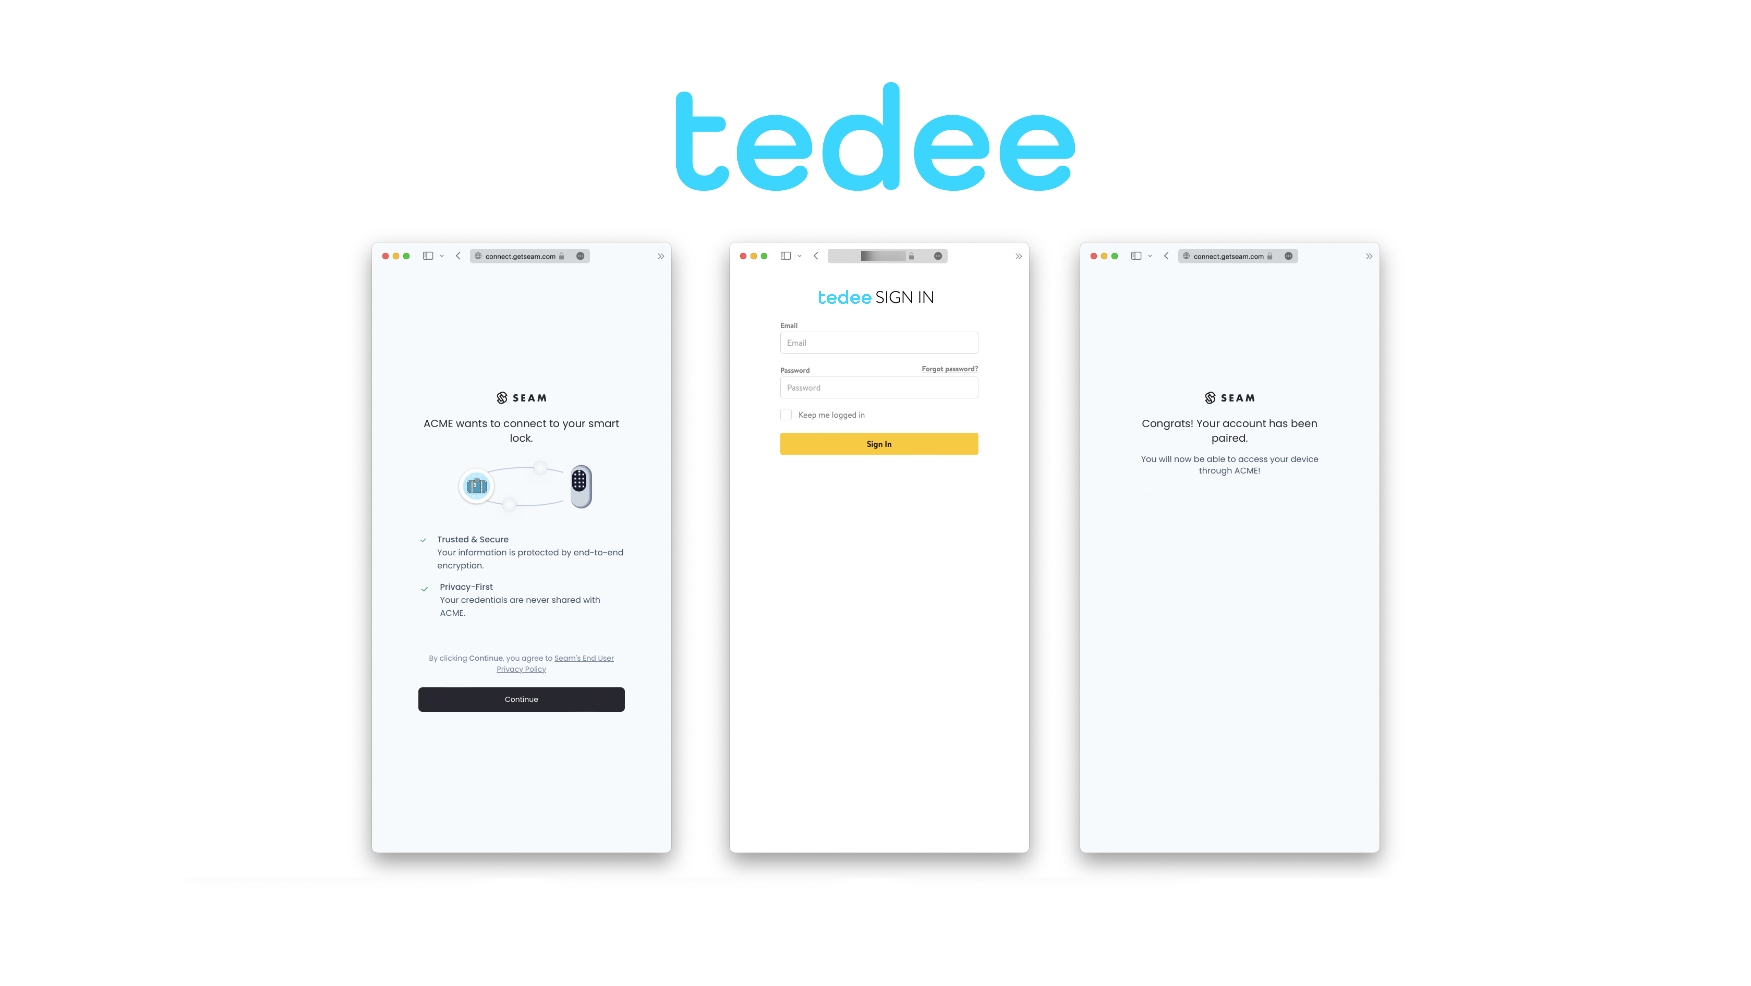 tedee
connect.getseam.com
SEAM
ACME wants to connect to your smart
lock.
Trusted & Secure
Your information is protected by end-to-end
encryption.
Privacy-First
Your credentials are never shared with
ACME.
By clicking Continue, you agree to Seam's End User
Privacy Policy
Continue
tedee SIGN IN
Email
Email
Password Forgot password?
Password
Keep me logged in
Sign In
connect.getseam.com
SEAM
Congrats! Your account has been
paired.
You will now be able to access your device
through ACME!